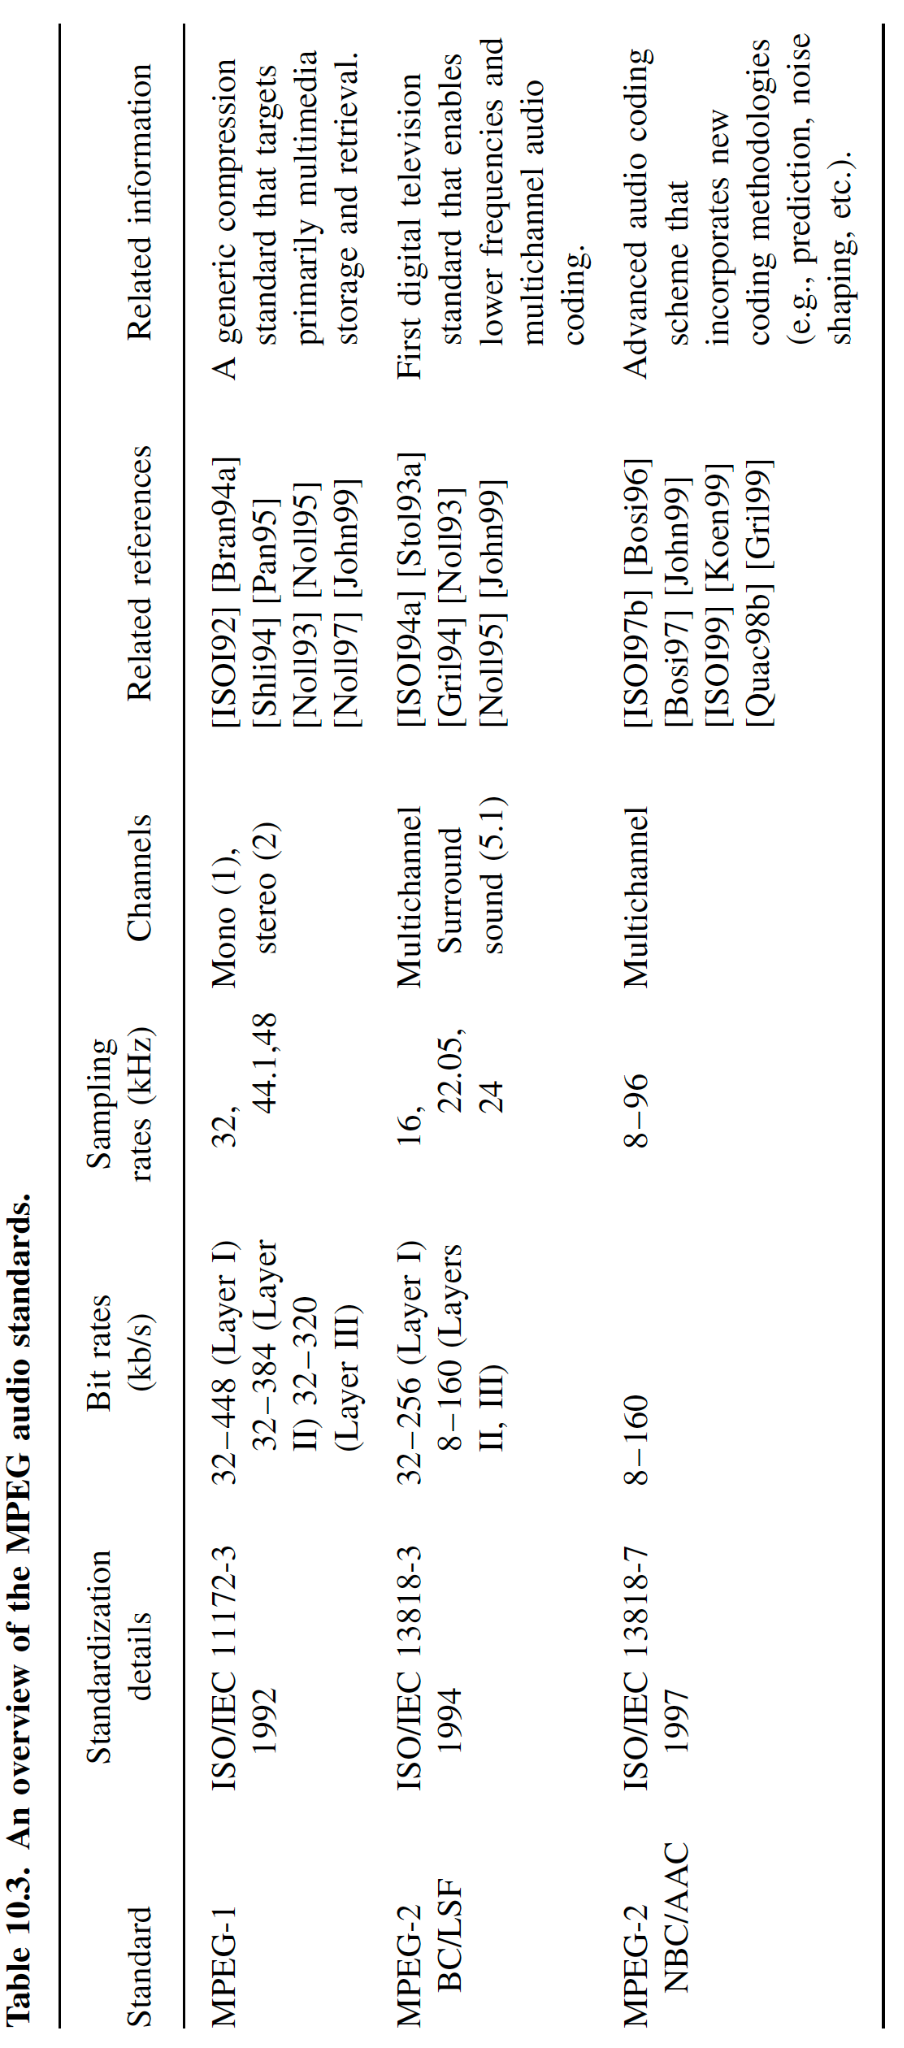 Table 10.3. An overview of the MPEG audio standards.
Standard
Standardization
details
Bit rates
(kb/s)
Sampling
rates (kHz)
Channels
Related references
Related information
MPEG-1
ISO/IEC 11172-3
1992
32–448 (Layer I)
32–384 (Layer
II) 32–320
(Layer III)
32,
44.1,48
Mono (1),
stereo (2)
[ISOI92] [Bran94a]
[Shli94] [Pan95]
[Noll93] [Noll95]
[Noll97] [John99]
A generic compression
standard that targets
primarily multimedia
storage and retrieval.
MPEG-2
BC/LSF
ISO/IEC 13818-3
1994
32–256 (Layer I)
8–160 (Layers
II, III)
16,
22.05,
24
Multichannel
Surround
sound (5.1)
[ISOI94a] [Stol93a]
[Gril94] [Noll93]
[Noll95] [John99]
First digital television
standard that enables
lower frequencies and
multichannel audio
coding.
MPEG-2
NBC/AAC
ISO/IEC 13818-7
1997
8–160
8–96
Multichannel
[ISOI97b] [Bosi96]
[Bosi97] [John99]
[ISOI99] [Koen99]
[Quac98b] [Gril99]
Advanced audio coding
scheme that
incorporates new
coding methodologies
(e.g., prediction, noise
shaping, etc.).